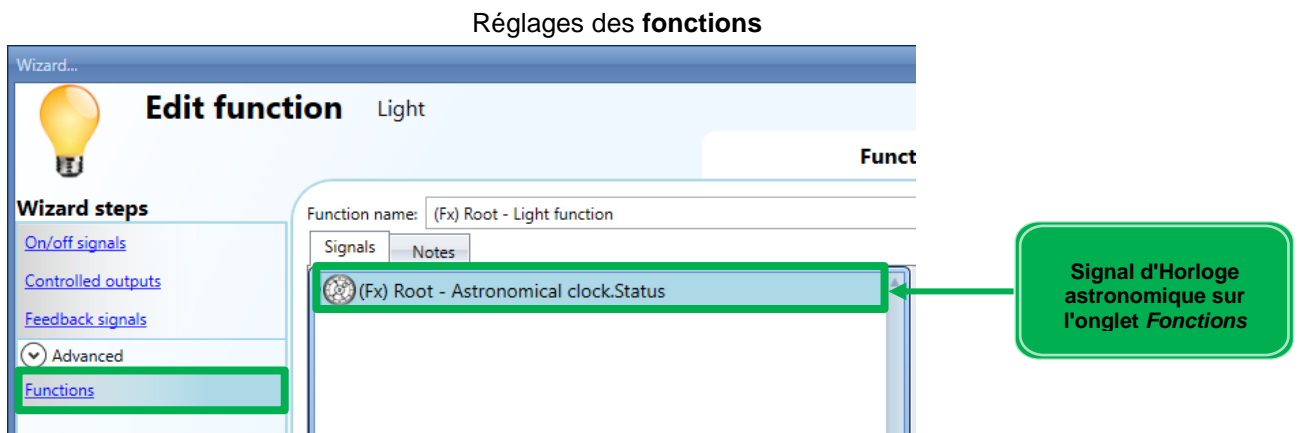 Réglages des fonctions
Wizard...
Edit function Light
Funct
Wizard steps
On/off signals
Controlled outputs
Feedback signals
Advanced
Functions
Function name: (Fx) Root - Light function
Signals Notes
(Fx) Root - Astronomical clock.Status
Signal d'Horloge
astronomique sur
l'onglet Fonctions